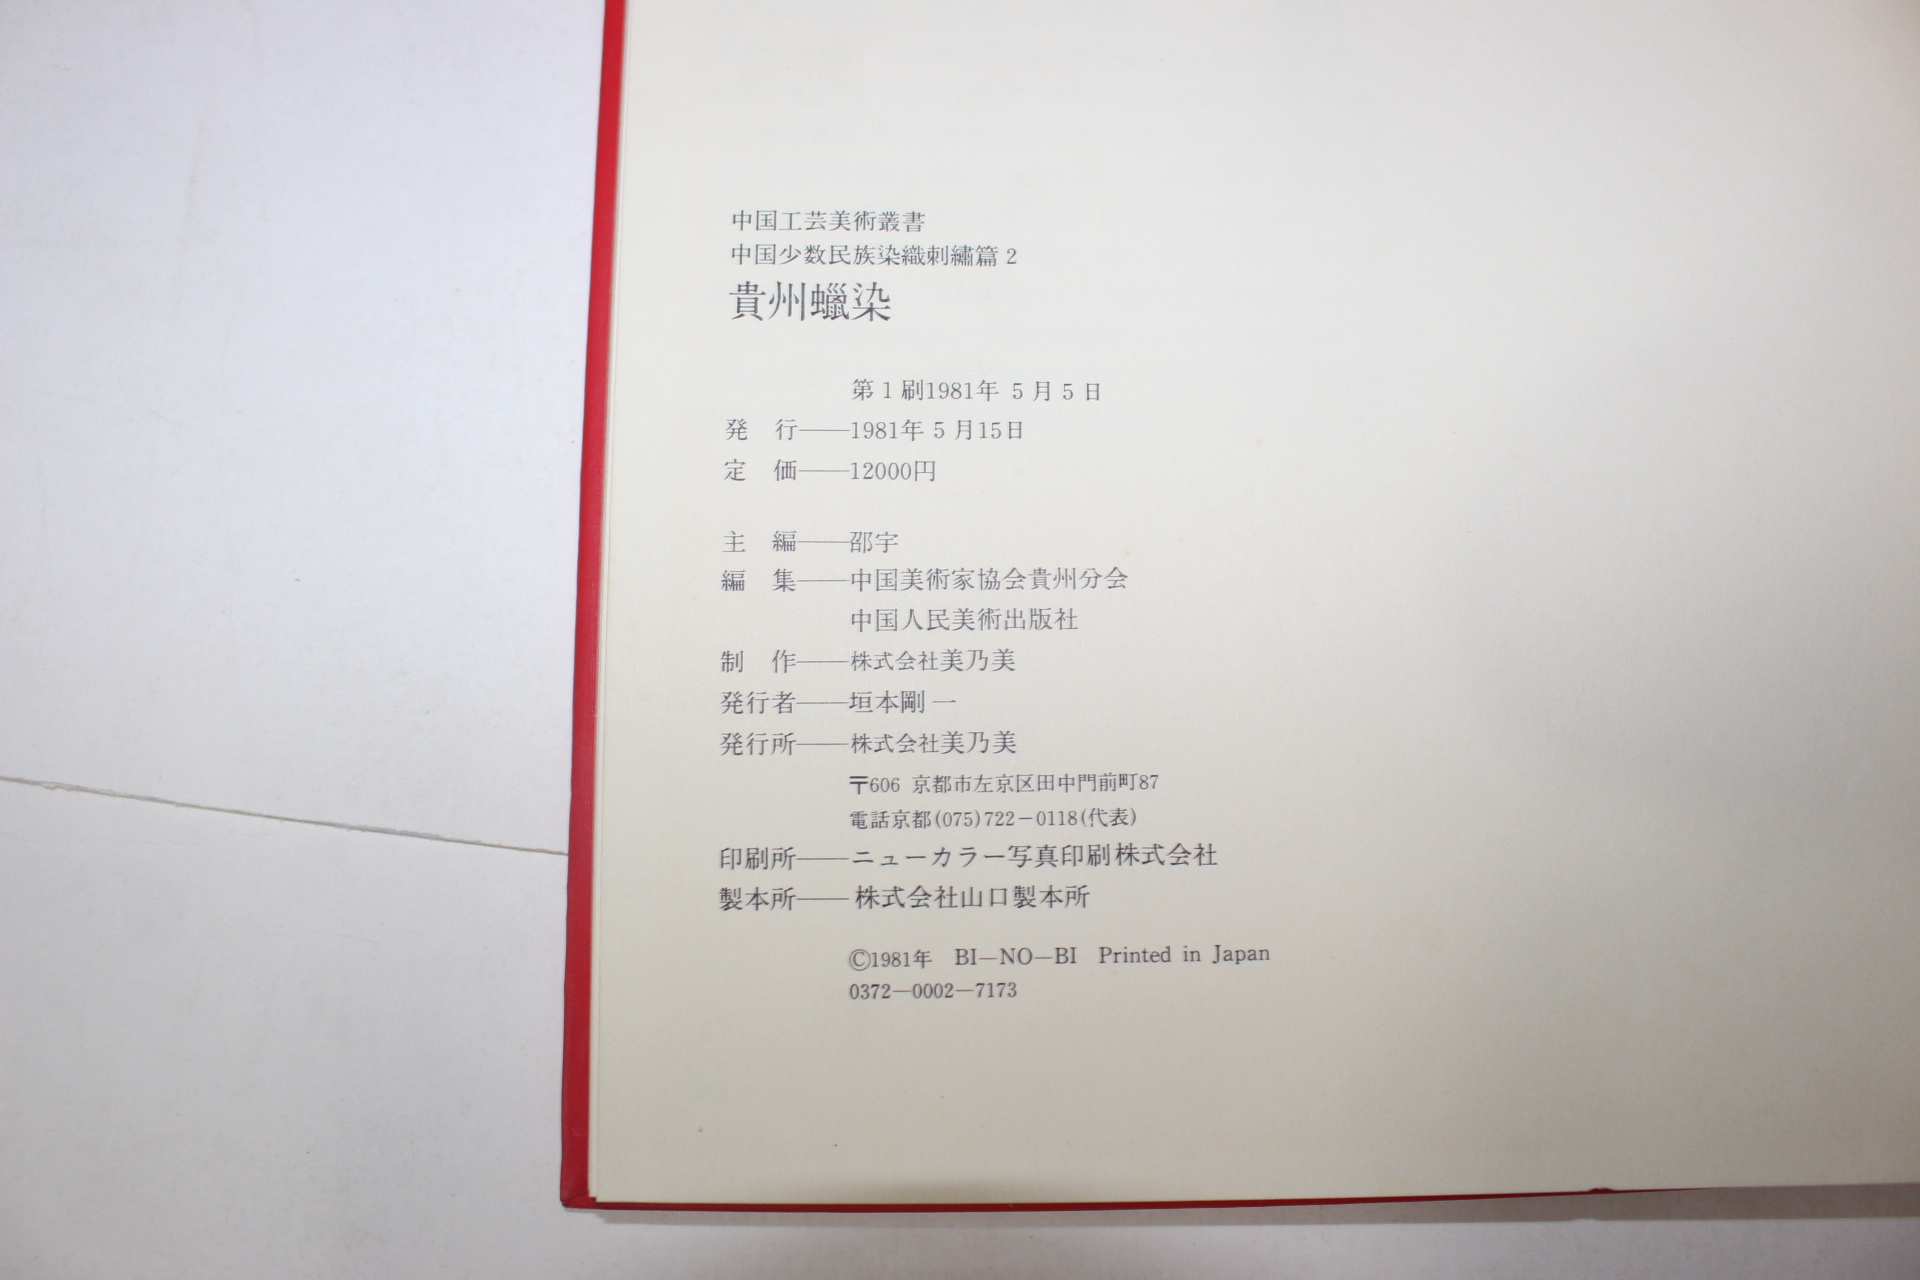 中国工芸美術叢書
中国少数民族染織刺繡篇 2
貴州蠟染
第 1 刷1981年 5 月 5 日
発　行——1981年 5 月15日
定　価——12000円
主　編——邵宇
編　集——中国美術家協会貴州分会
中国人民美術出版社
制　作——株式会社美乃美
発行者——垣本剛一
発行所——株式会社美乃美
〒606 京都市左京区田中門前町87
電話京都(075)722−0118(代表)
印刷所——ニューカラー写真印刷株式会社
製本所——株式会社山口製本所
©1981年　BI—NO—BI　Printed in Japan
0372—0002—7173